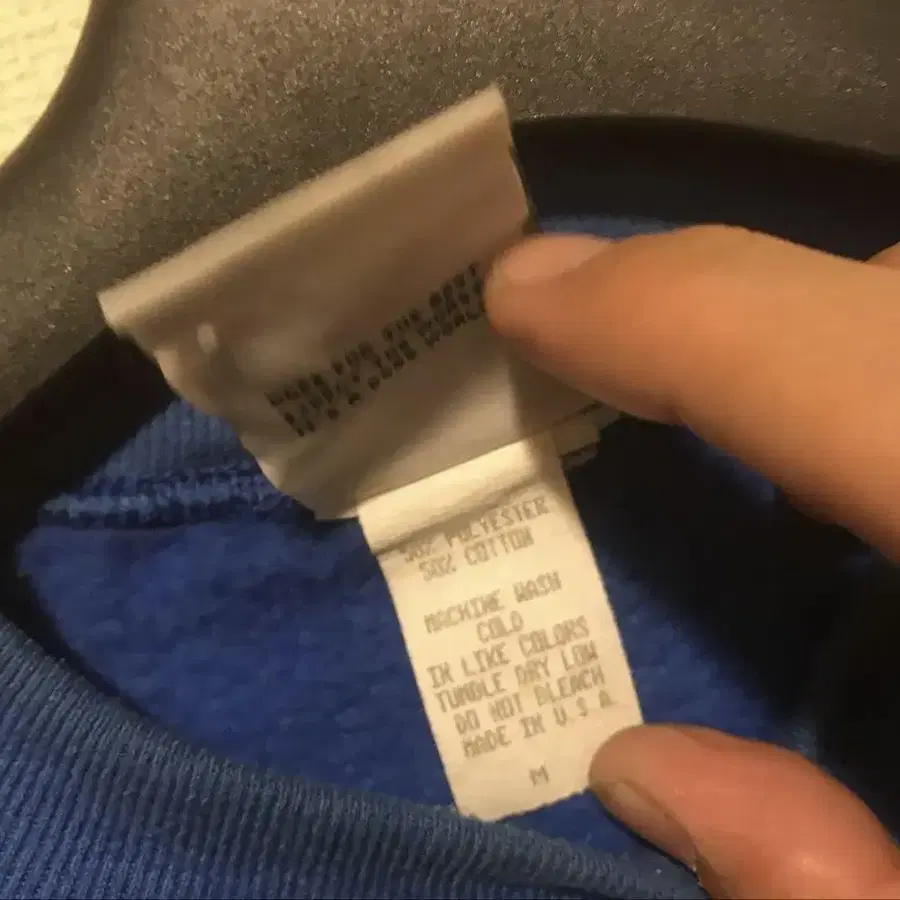 50% POLYESTER
50% COTTON
MACHINE WASH
COLD
IN LIKE COLORS
TUMBLE DRY LOW
DO NOT BLEACH
MADE IN U.S.A.
M